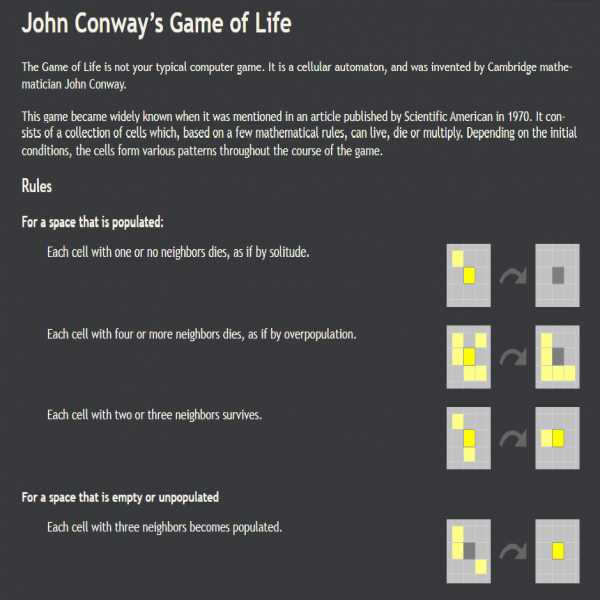 John Conway’s Game of Life
The Game of Life is not your typical computer game. It is a cellular automaton, and was invented by Cambridge mathe-
matician John Conway.
This game became widely known when it was mentioned in an article published by Scientific American in 1970. It con-
sists of a collection of cells which, based on a few mathematical rules, can live, die or multiply. Depending on the initial
conditions, the cells form various patterns throughout the course of the game.
Rules
For a space that is populated:
Each cell with one or no neighbors dies, as if by solitude.
Each cell with four or more neighbors dies, as if by overpopulation.
Each cell with two or three neighbors survives.
For a space that is empty or unpopulated
Each cell with three neighbors becomes populated.